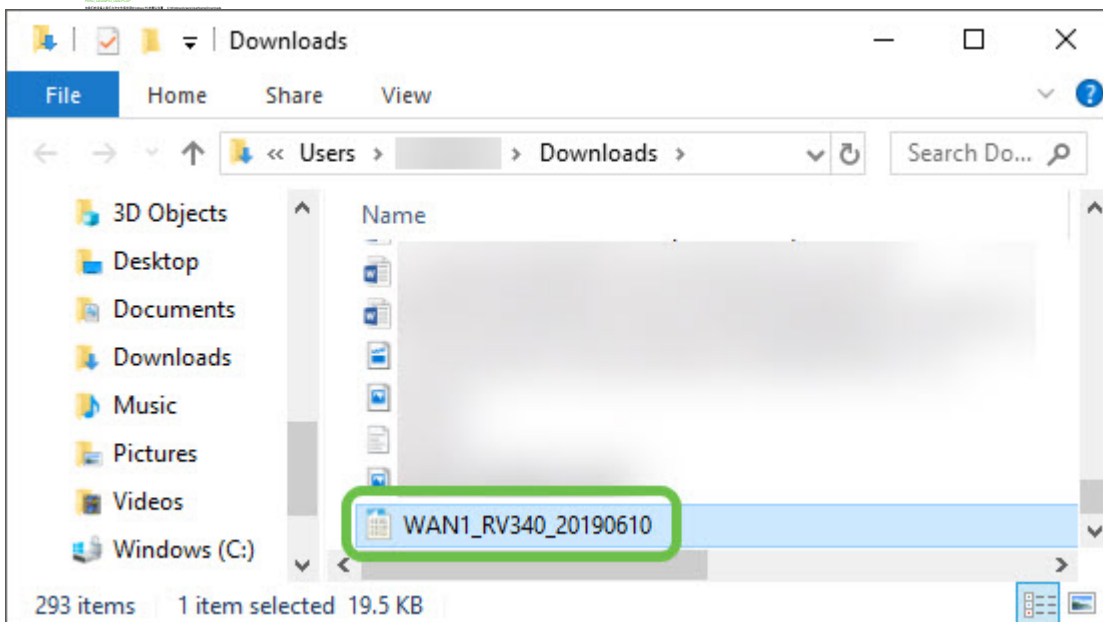 Downloads
File Home Share View
« Users > > Downloads > Search Do...
3D Objects
Desktop
Documents
Downloads
Music
Pictures
Videos
Windows (C:)
Name
WAN1_RV340_20190610
293 items 1 item selected 19.5 KB